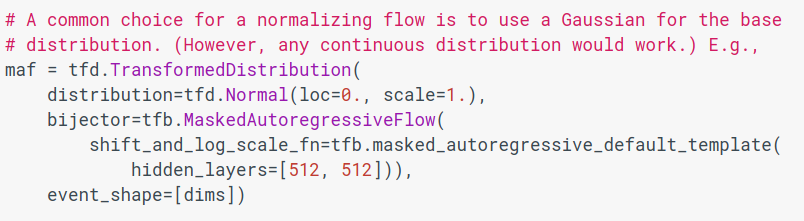 # A common choice for a normalizing flow is to use a Gaussian for the base
# distribution. (However, any continuous distribution would work.) E.g.,
maf = tfd.TransformedDistribution(
    distribution=tfd.Normal(loc=0., scale=1.),
    bijector=tfb.MaskedAutoregressiveFlow(
        shift_and_log_scale_fn=tfb.masked_autoregressive_default_template(
            hidden_layers=[512, 512])),
    event_shape=[dims])